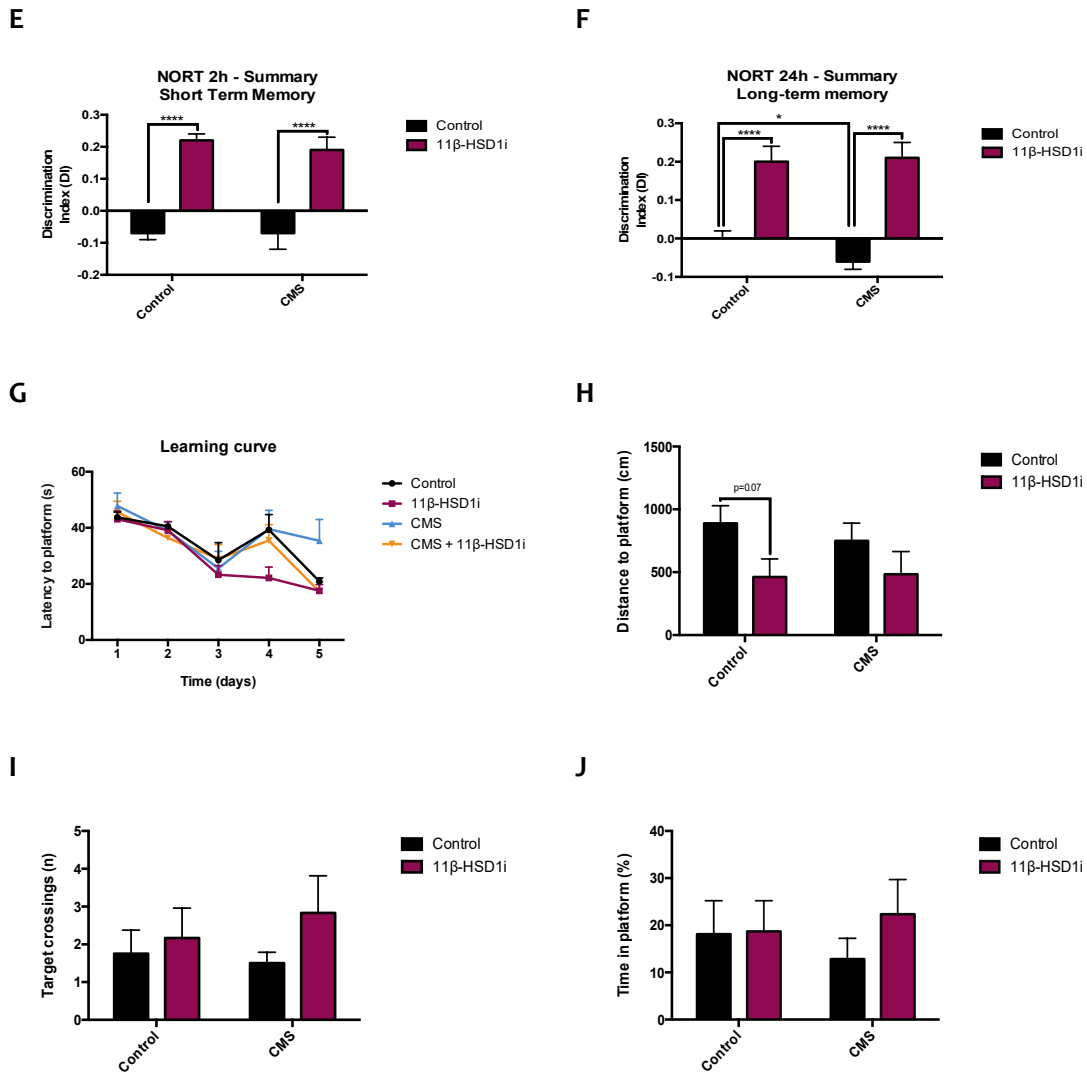 E
NORT 2h - Summary
Short Term Memory
Discrimination
Index (DI)
0.3
0.2
0.1
0.0
-0.1
-0.2
****
****
Control
CMS
Control
11β-HSD1i
F
NORT 24h - Summary
Long-term memory
Discrimination
Index (DI)
0.3
0.2
0.1
0.0
-0.1
*
****
****
Control
CMS
Control
11β-HSD1i
G
Learning curve
Latency to platform (s)
60
40
20
0
1 2 3 4 5
Time (days)
Control
11β-HSD1i
CMS
CMS + 11β-HSD1i
H
Distance to platform (cm)
1500
1000
500
0
p=0.07
Control
CMS
Control
11β-HSD1i
I
Target crossings (n)
5
4
3
2
1
0
Control
CMS
Control
11β-HSD1i
J
Time in platform (%)
40
30
20
10
0
Control
CMS
Control
11β-HSD1i